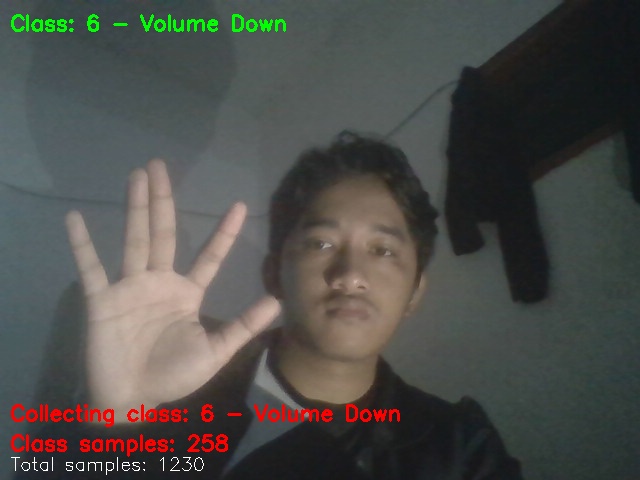 Class: 6 - Volume Down
Collecting class: 6 - Volume Down
Class samples: 258
Total samples: 1230